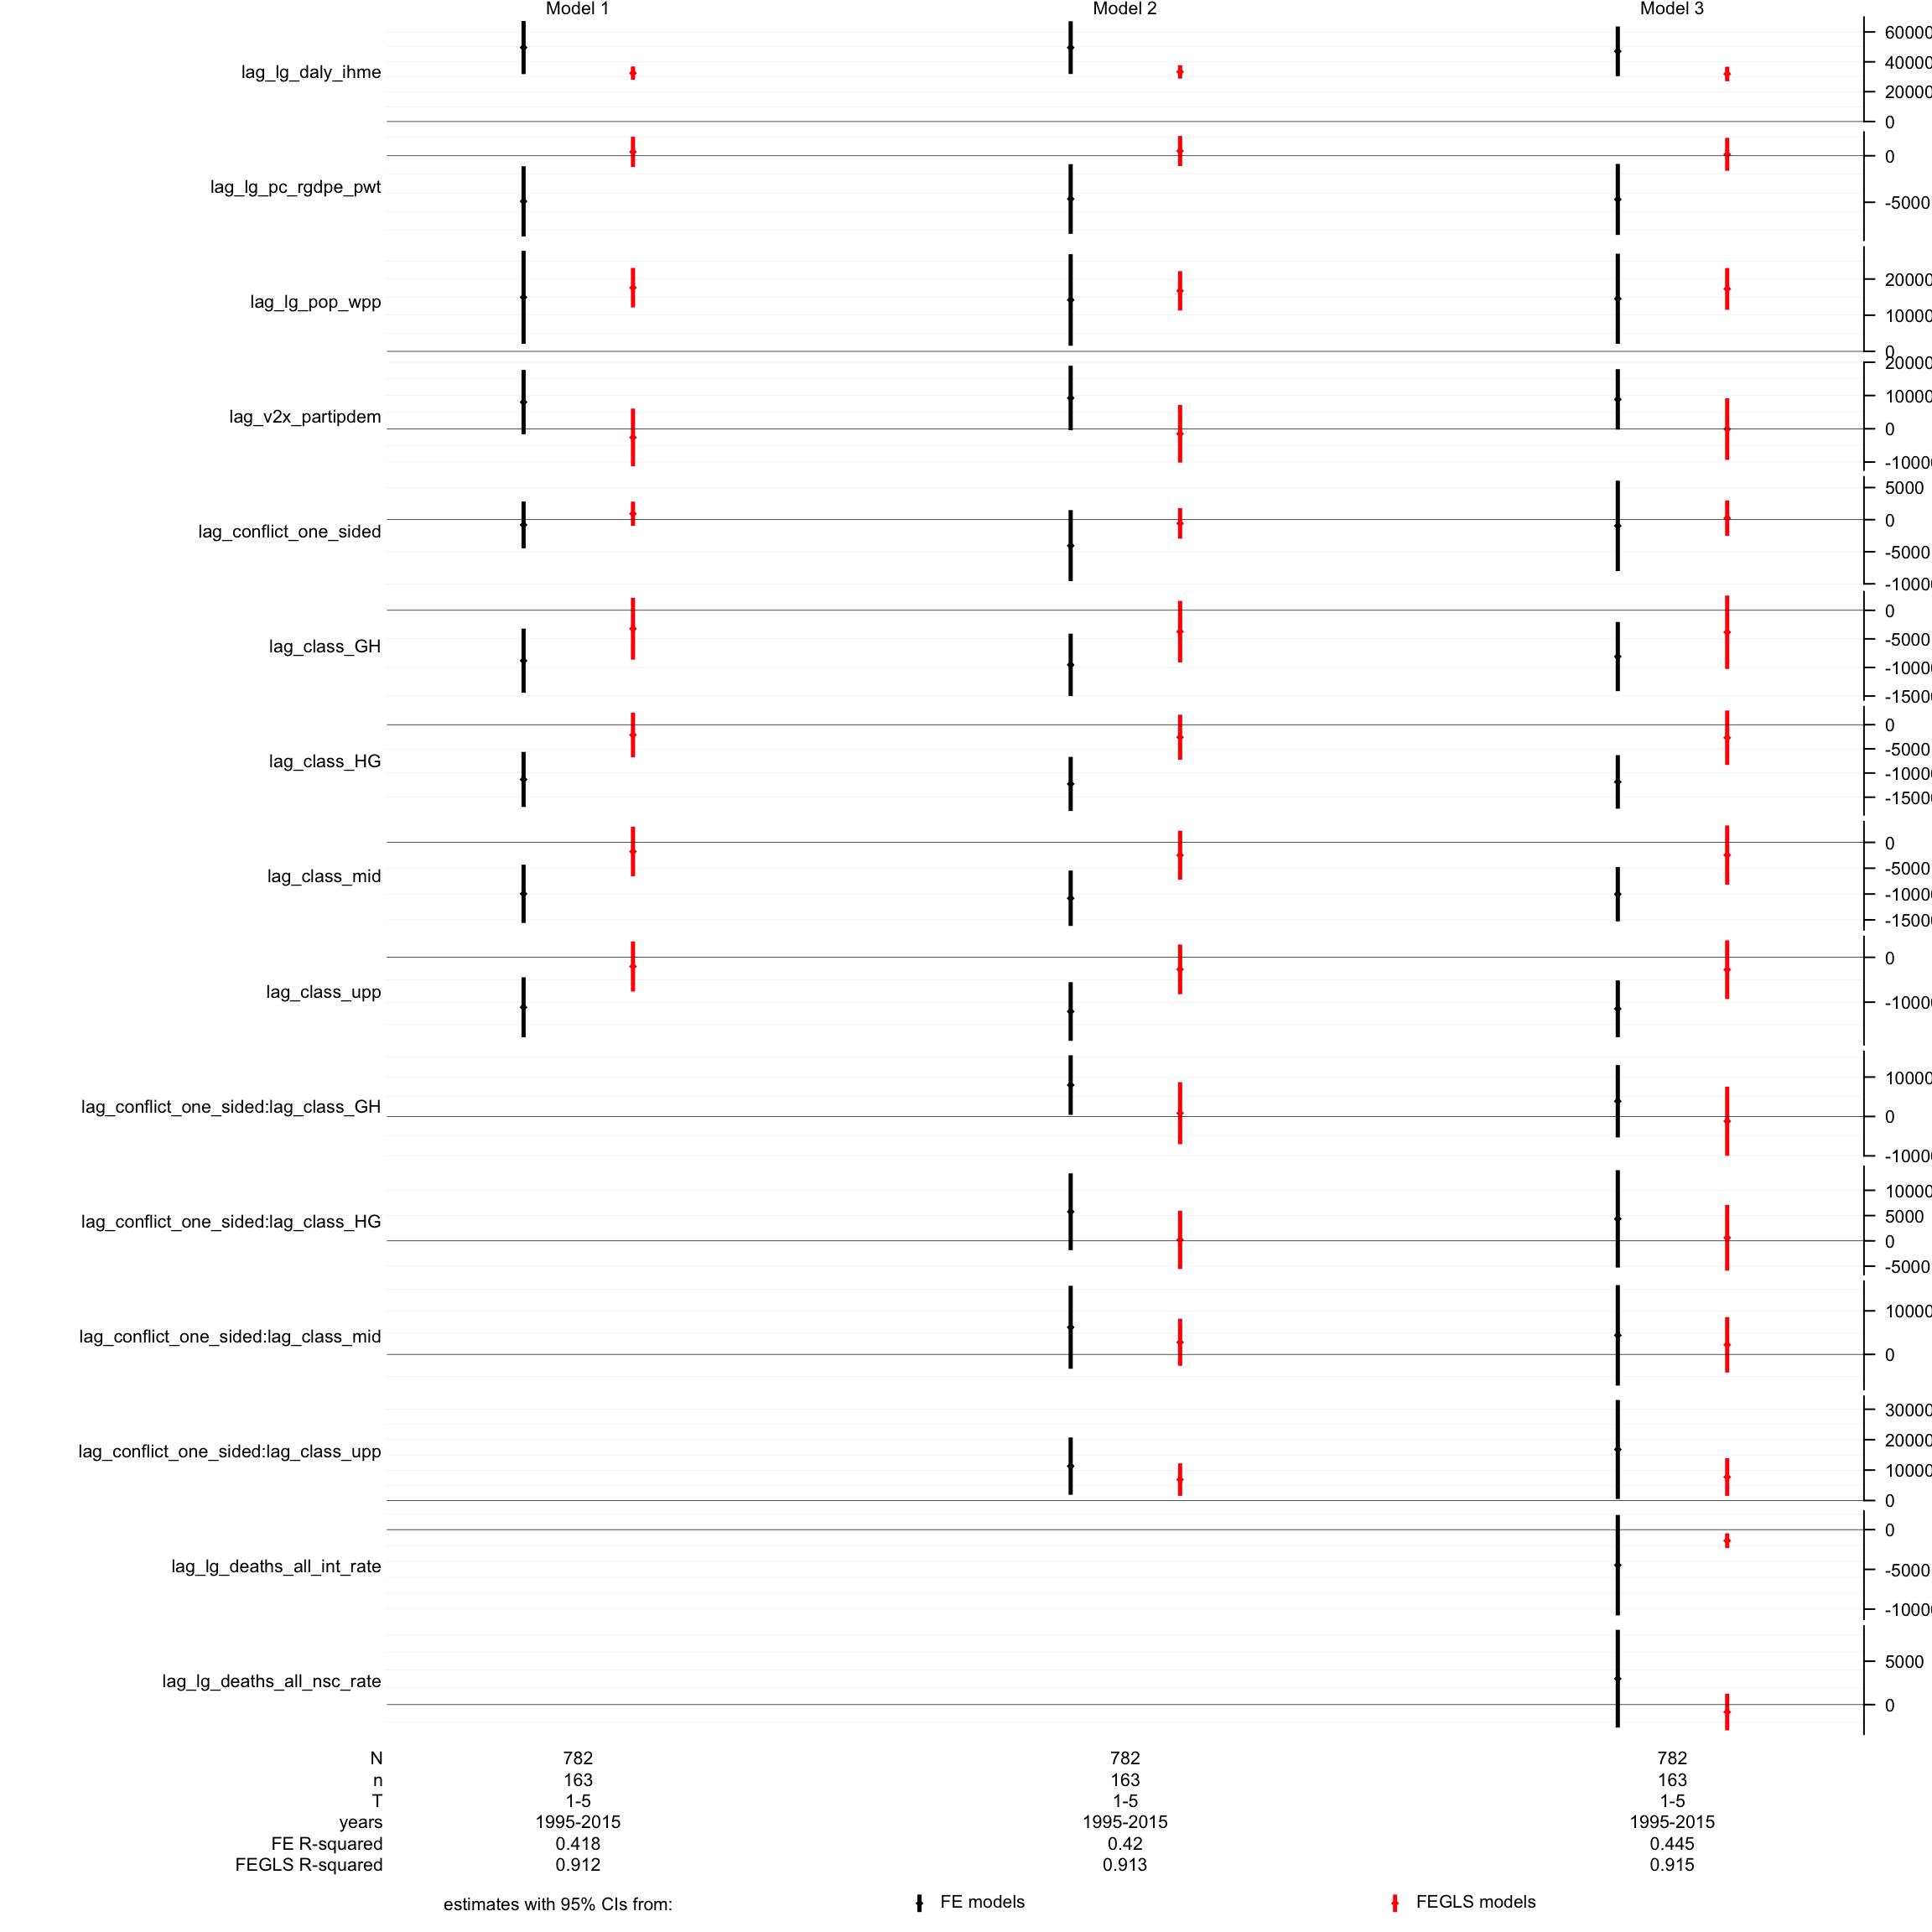 Model 1 Model 2 Model 3
60000
40000
lag_lg_daly_ihme
20000
0
0
lag_lg_pc_rgdpe_pwt
-5000
20000
lag_lg_pop_wpp
10000
0
20000
10000
lag_v2x_partipdem
0
-10000
5000
0
lag_conflict_one_sided
-5000
-10000
0
-5000
lag_class_GH
-10000
-15000
0
-5000
lag_class_HG
-10000
-15000
0
-5000
lag_class_mid
-10000
-15000
0
lag_class_upp
-10000
10000
lag_conflict_one_sided:lag_class_GH
0
-10000
10000
5000
lag_conflict_one_sided:lag_class_HG
0
-5000
10000
lag_conflict_one_sided:lag_class_mid
0
30000
20000
lag_conflict_one_sided:lag_class_upp
10000
0
0
lag_lg_deaths_all_int_rate
-5000
-10000
5000
lag_lg_deaths_all_nsc_rate
0
N 782 782 782
n 163 163 163
T 1-5 1-5 1-5
years 1995-2015 1995-2015 1995-2015
FE R-squared 0.418 0.42 0.445
FEGLS R-squared 0.912 0.913 0.915
estimates with 95% CIs from: FE models FEGLS models